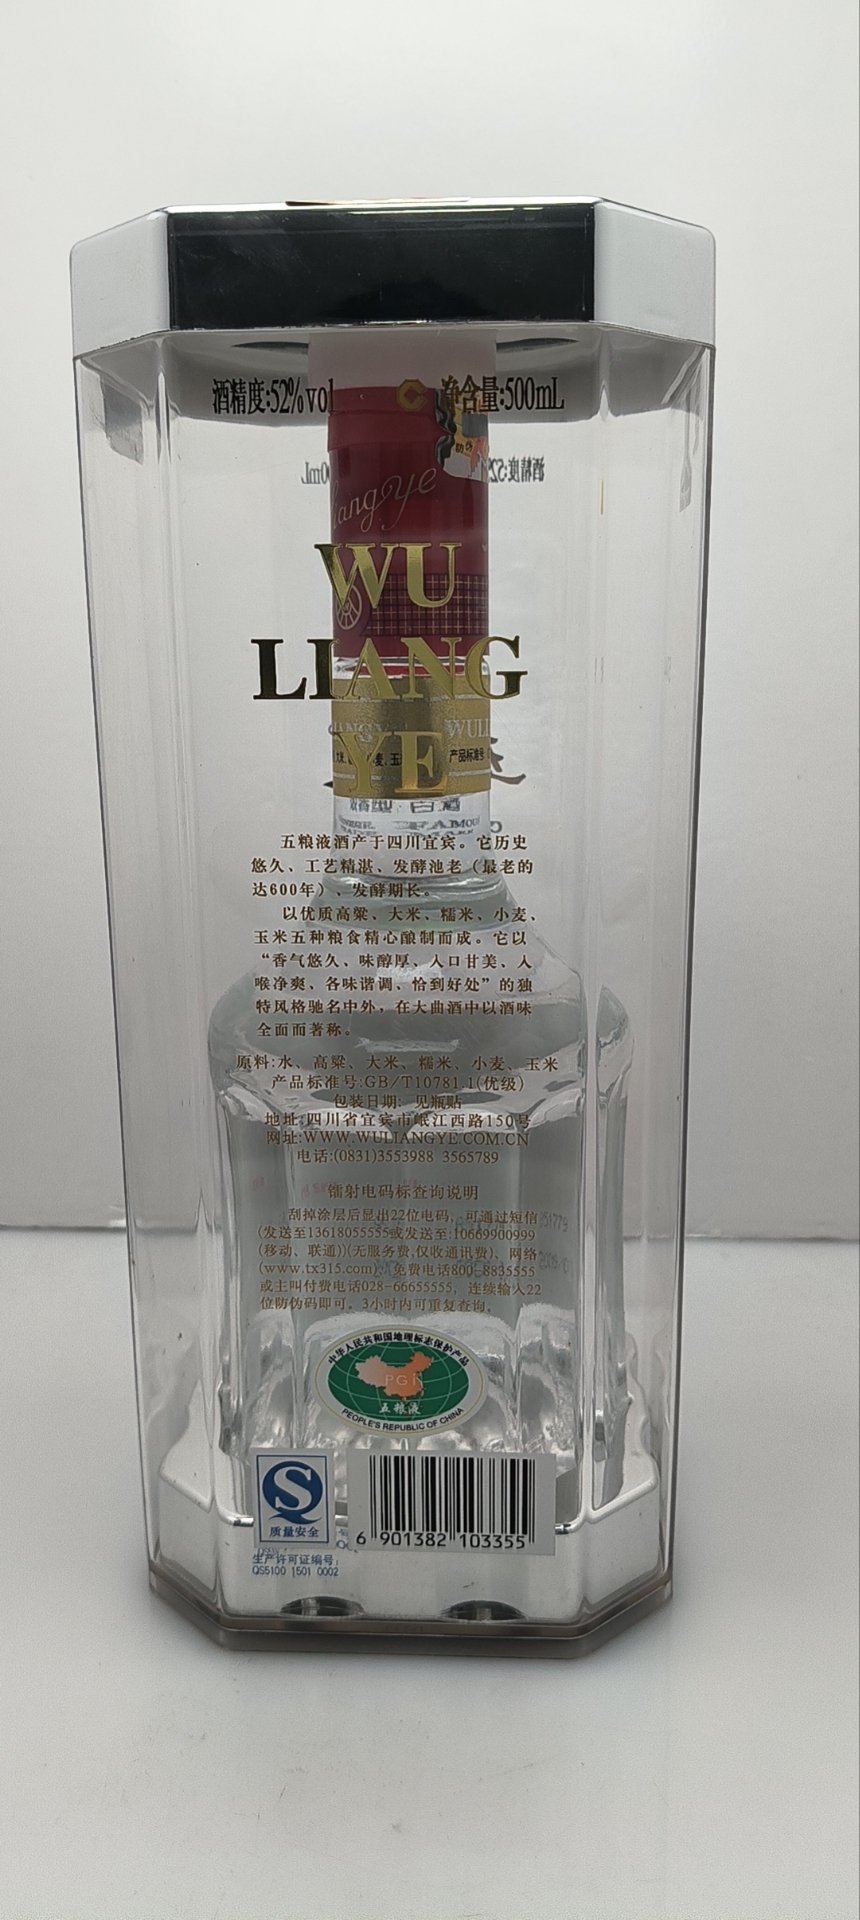 酒精度:52%vol 净含量:500mL
angye
WU
LIANG
YE
产品标准号
五粮液酒产于四川宜宾。它历史
悠久、工艺精湛、发酵池老（最老的
达600年）、发酵期长。
以优质高粱、大米、糯米、小麦、
玉米五种粮食精心酿制而成。它以
“香气悠久、味醇厚、入口甘美、入
喉净爽、各味谐调、恰到好处”的独
特风格驰名中外，在大曲酒中以酒味
全面而著称。
原料:水、高粱、大米、糯米、小麦、玉米
产品标准号:GB/T10781.1(优级)
包装日期: 见瓶贴
地址:四川省宜宾市岷江西路150号
网址:WWW.WULIANGYE.COM.CN
电话:(0831)3553988 3565789
镭射电码标查询说明
刮掉涂层后显出22位电码，可通过短信
(发送至13618055555或发送至:10669900999
(移动、联通))(无服务费,仅收通讯费)、网络
(www.tx315.com)、免费电话800-8835555
或主叫付费电话028-66655555，连续输入22
位防伪码即可。3小时内可重复查询。
中华人民共和国地理标志保护产品
PGI
五粮液
PEOPLE'S REPUBLIC OF CHINA
质量安全
6 901382 103355
生产许可证编号:
QS5100 1501 0002